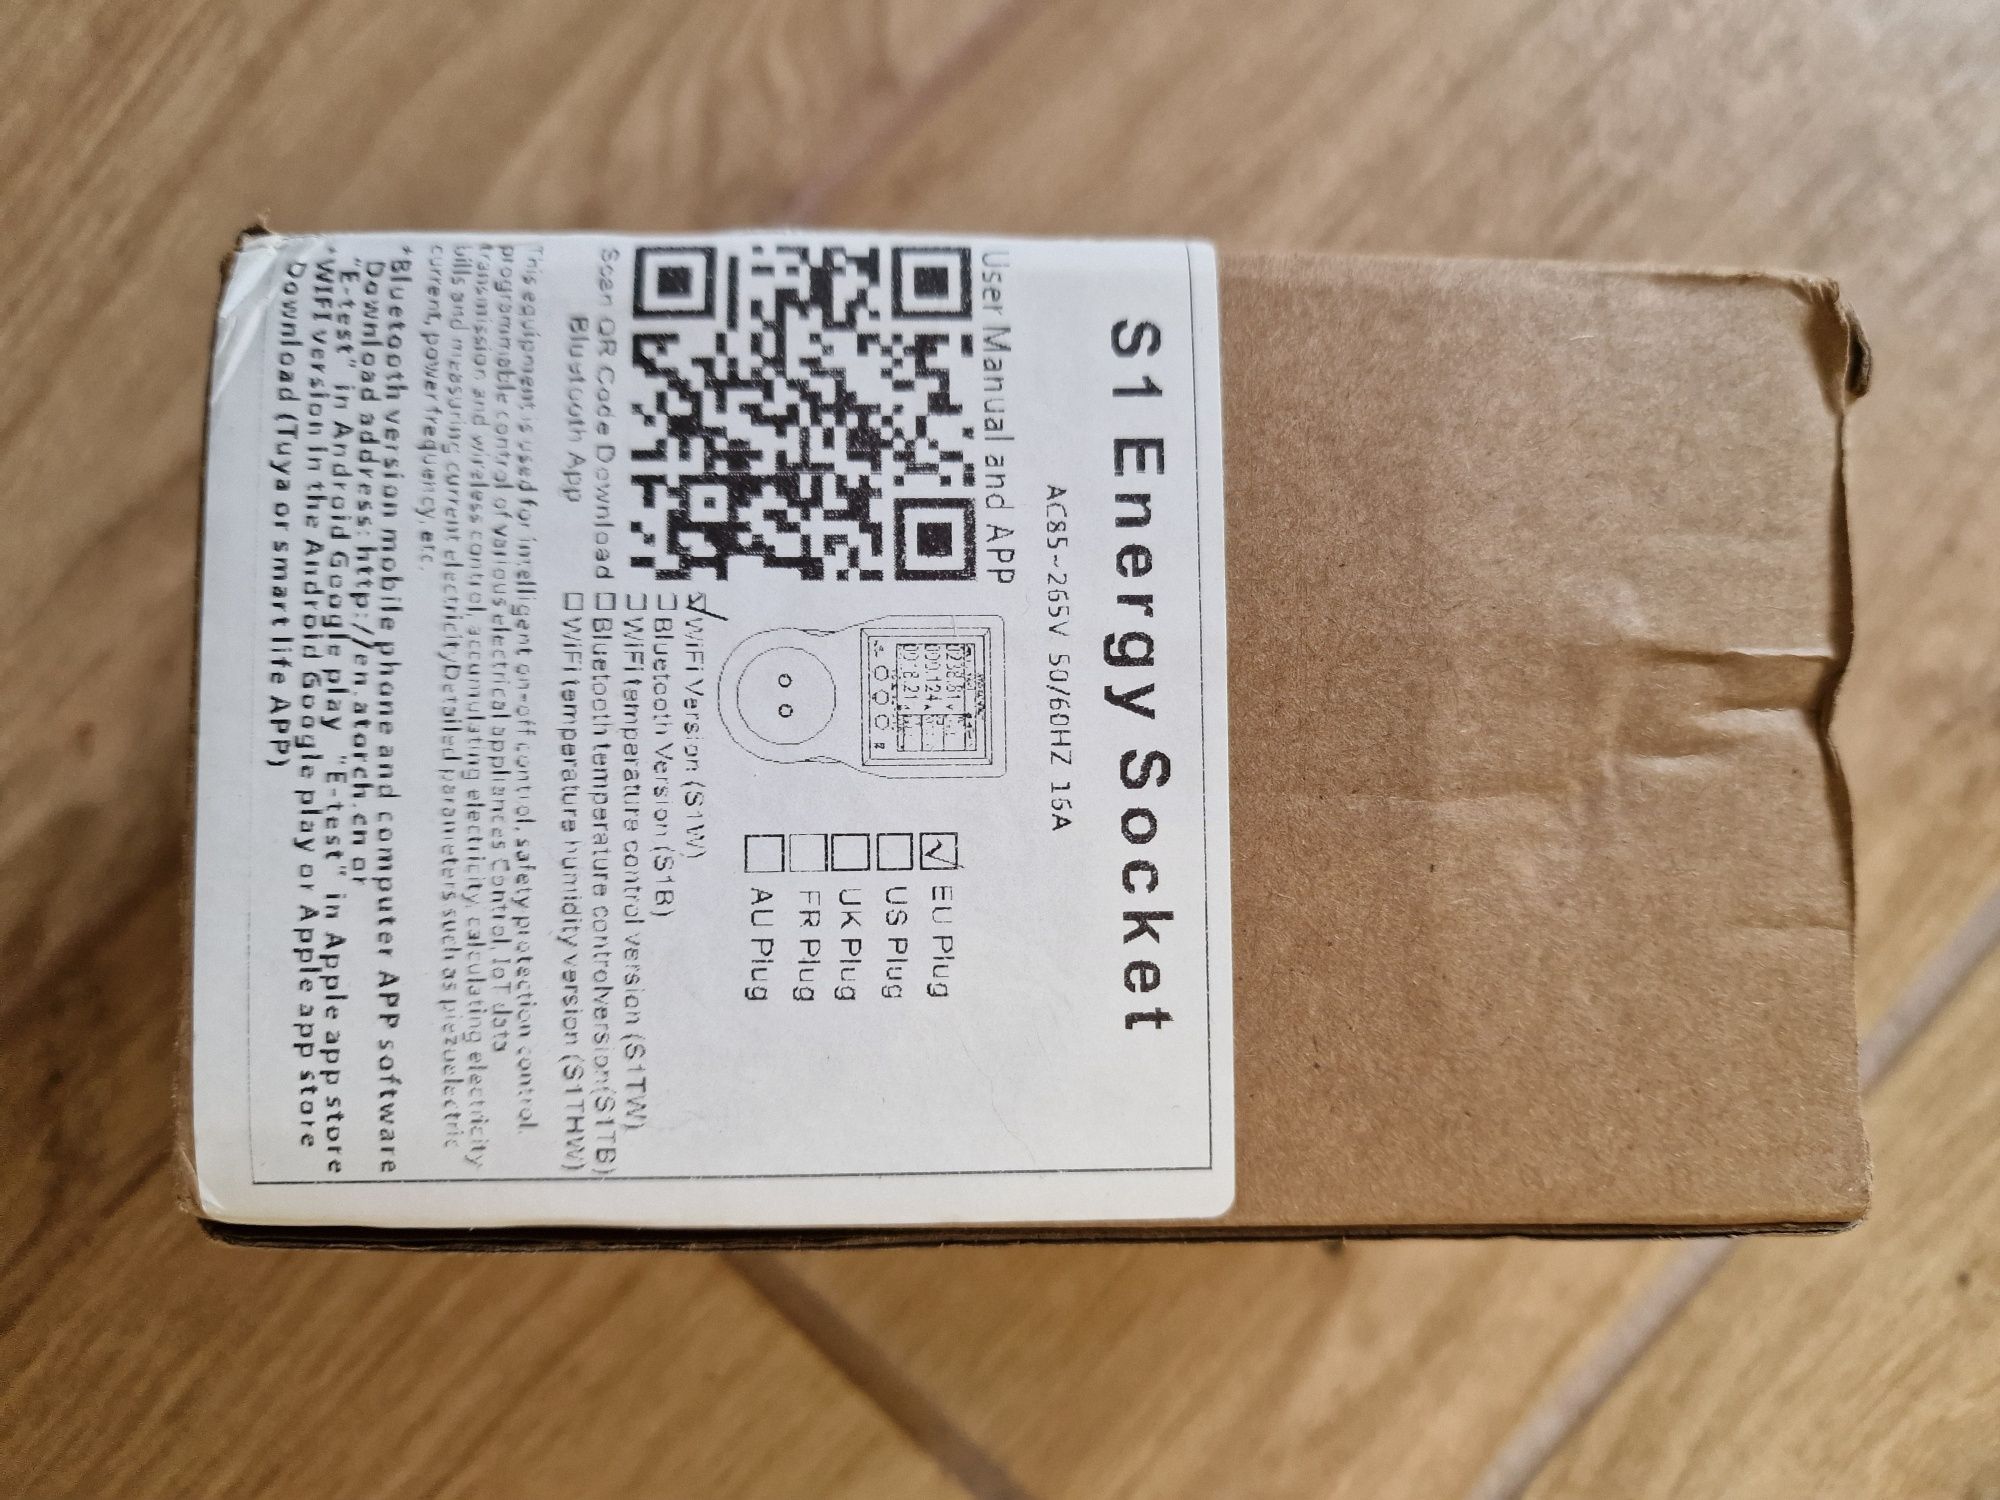 S1 Energy Socket
AC85~265V 50/60HZ 16A
User Manual and APP
☑ EU Plug
☐ US Plug
☐ UK Plug
☐ FR Plug
☐ AU Plug
☑ WiFi Version (S1W)
☐ Bluetooth Version (S1B)
☐ WiFi temperature control version (S1TW)
☐ Bluetooth temperature control version (S1TB)
☐ WiFi temperature humidity version (S1THW)
Scan QR Code Download
Bluetooth App
This equipment is used for intelligent on-off control, safety protection control,
programmable control of various electrical appliances Control, IoT data
transmission and wireless control, accumulating electricity, calculating electricity
bills and measuring current electricityDetailed parameters such as piezoelectric
current, power frequency, etc.
*Bluetooth version mobile phone and computer APP software
Download address: http://en.atorch.cn or
"E-test" in Android Google play "E-test" in Apple app store
*WIFI version in the Android Google play or Apple app store
Download (Tuya or smart life APP)